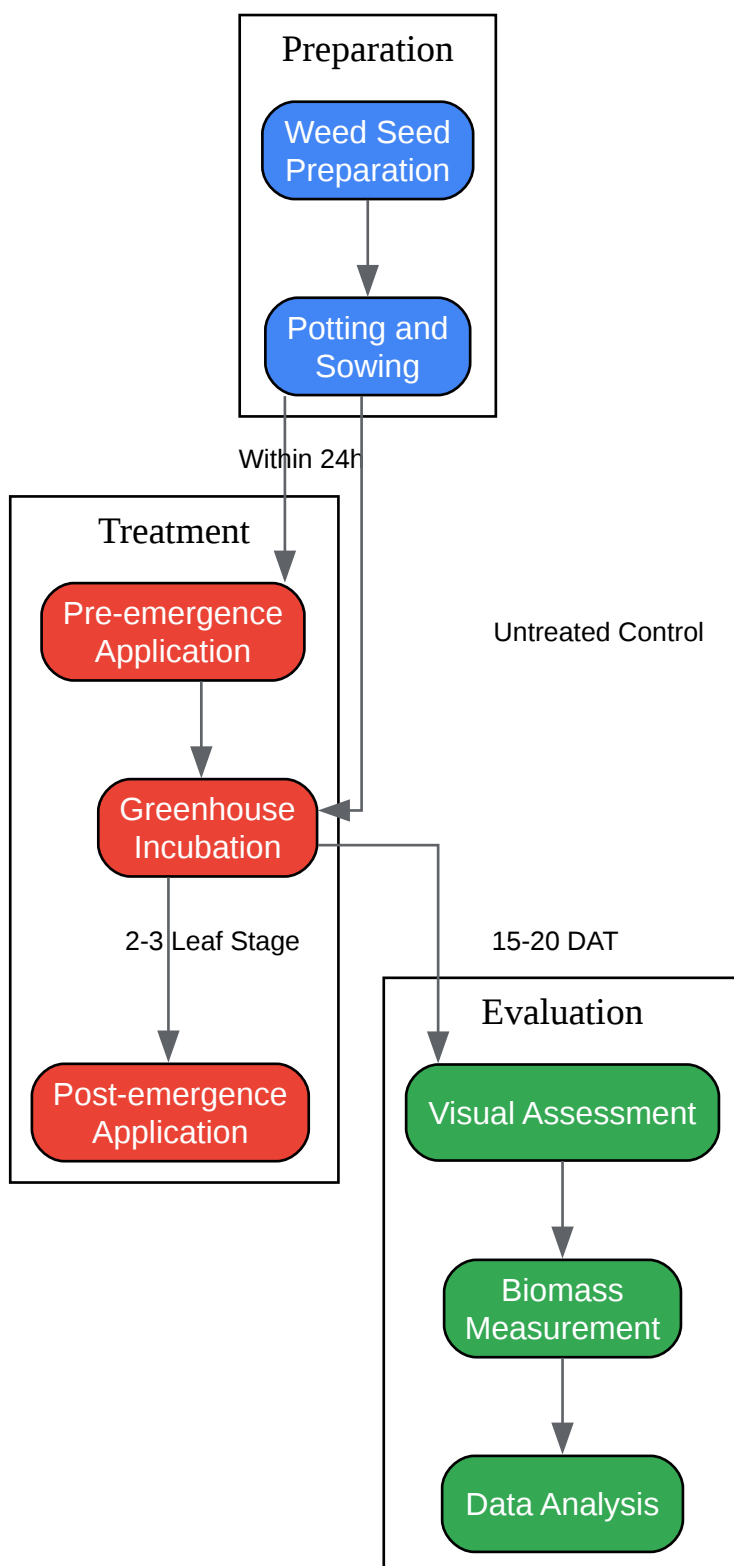 Preparation
Weed Seed
Preparation
Potting and
Sowing
Within 24h
Treatment
Pre-emergence
Application
Untreated Control
Greenhouse
Incubation
2-3 Leaf Stage
15-20 DAT
Evaluation
Post-emergence
Application
Visual Assessment
Biomass
Measurement
Data Analysis